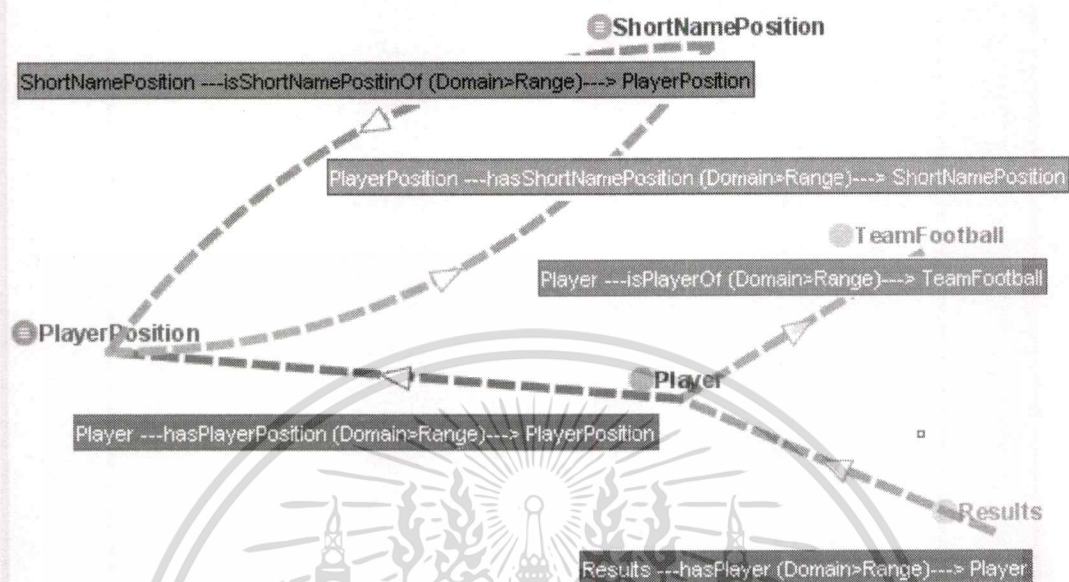 ShortNamePosition
ShortNamePosition ---isShortNamePositinOf (Domain>Range)---> PlayerPosition
PlayerPosition ---hasShortNamePosition (Domain>Range)---> ShortNamePosition
TeamFootball
Player ---isPlayerOf (Domain>Range)---> TeamFootball
PlayerPosition
Player
Player ---hasPlayerPosition (Domain>Range)---> PlayerPosition
Results
Results ---hasPlayer (Domain>Range)---> Player